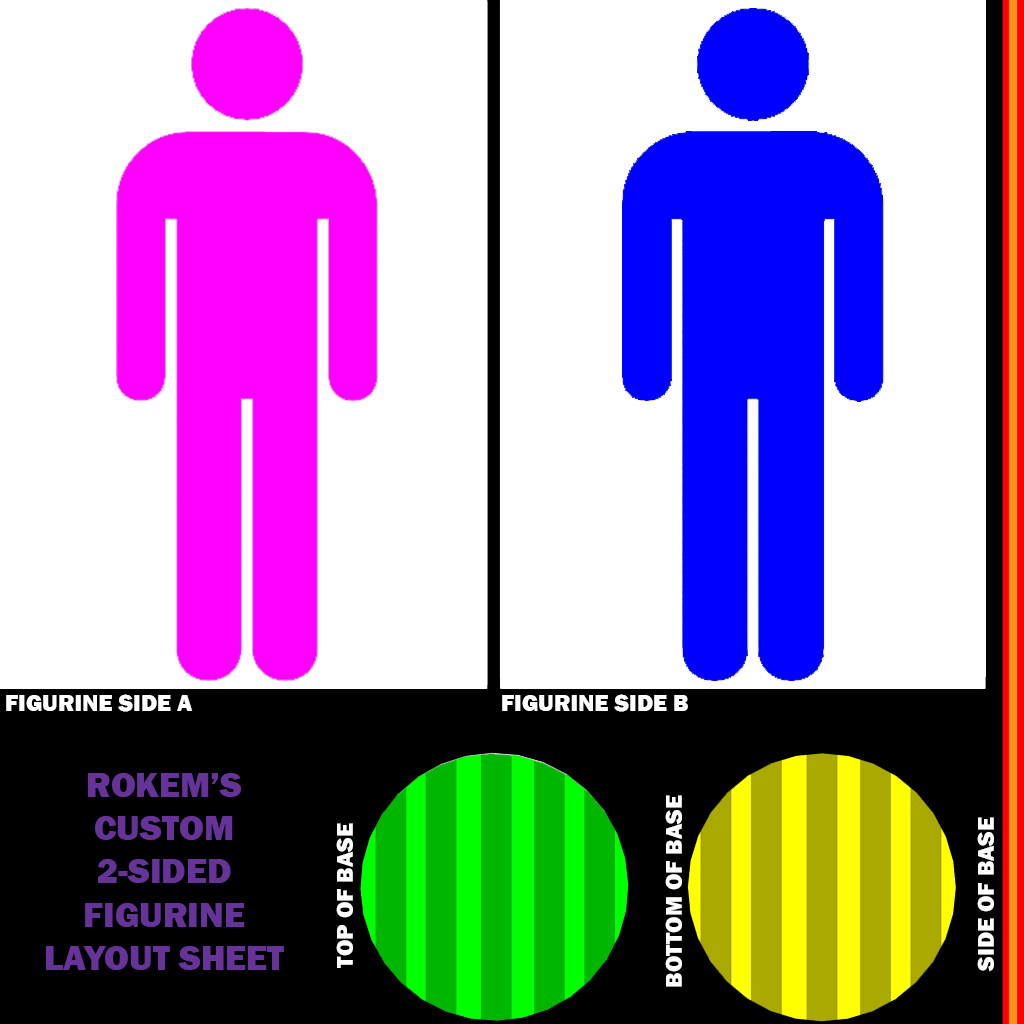 FIGURINE SIDE A
FIGURINE SIDE B
ROKEM’S
CUSTOM
2-SIDED
FIGURINE
LAYOUT SHEET
TOP OF BASE
BOTTOM OF BASE
SIDE OF BASE